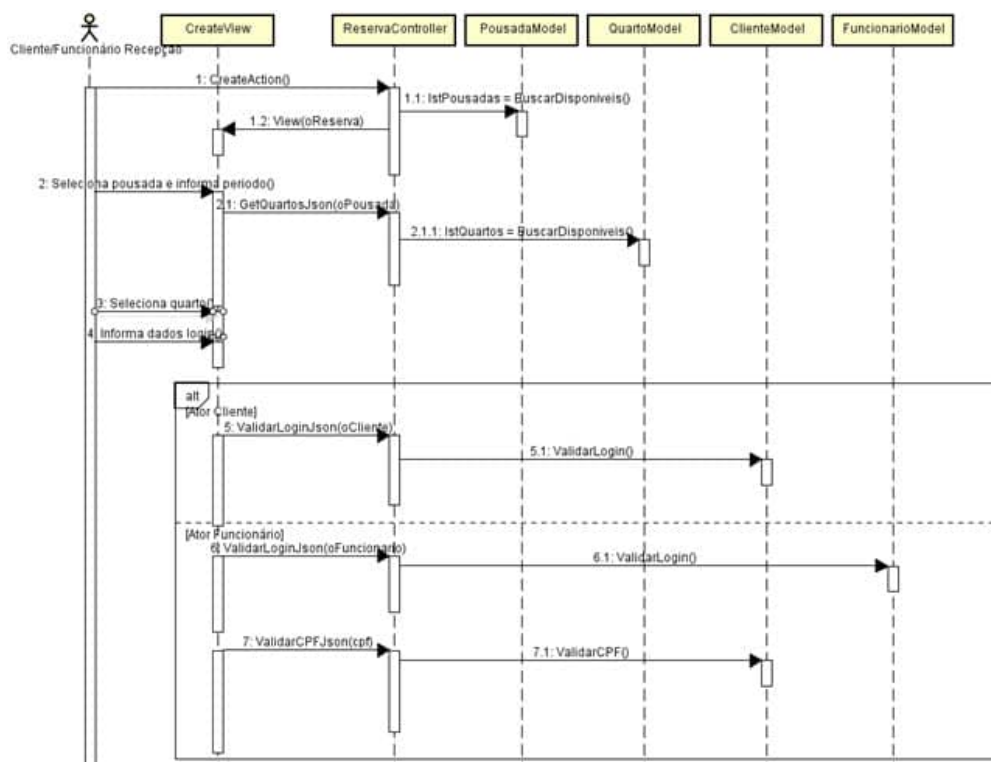 CreateView
ReservaController
PousadaModel
QuartoModel
ClienteModel
FuncionarioModel
Cliente/Funcionário Recepção
1: CreateAction()
1.1: lstPousadas = BuscarDisponiveis()
1.2: View(oReserva)
2: Seleciona pousada e informa periodo()
2.1: GetQuartosJson(oPousada)
2.1.1: lstQuartos = BuscarDisponiveis()
3: Seleciona quarto()
4: Informa dados login()
alt
[Ator Cliente]
5: ValidarLoginJson(oCliente)
5.1: ValidarLogin()
[Ator Funcionário]
6: ValidarLoginJson(oFuncionario)
6.1: ValidarLogin()
7: ValidarCPFJson(cpf)
7.1: ValidarCPF()